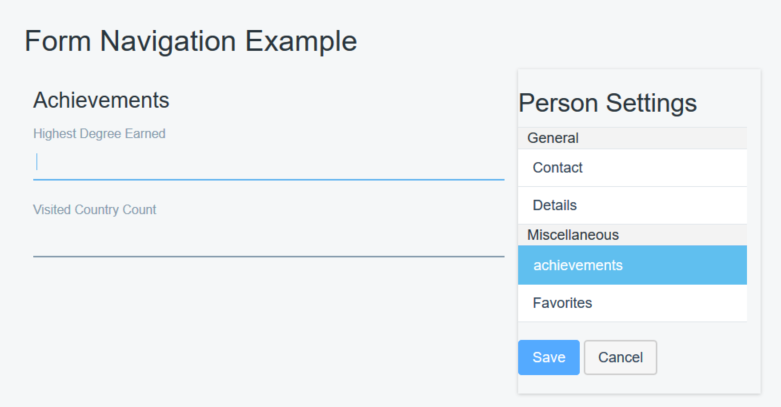 Form Navigation Example
Achievements
Highest Degree Earned
Visited Country Count
Person Settings
General
Contact
Details
Miscellaneous
achievements
Favorites
Save Cancel